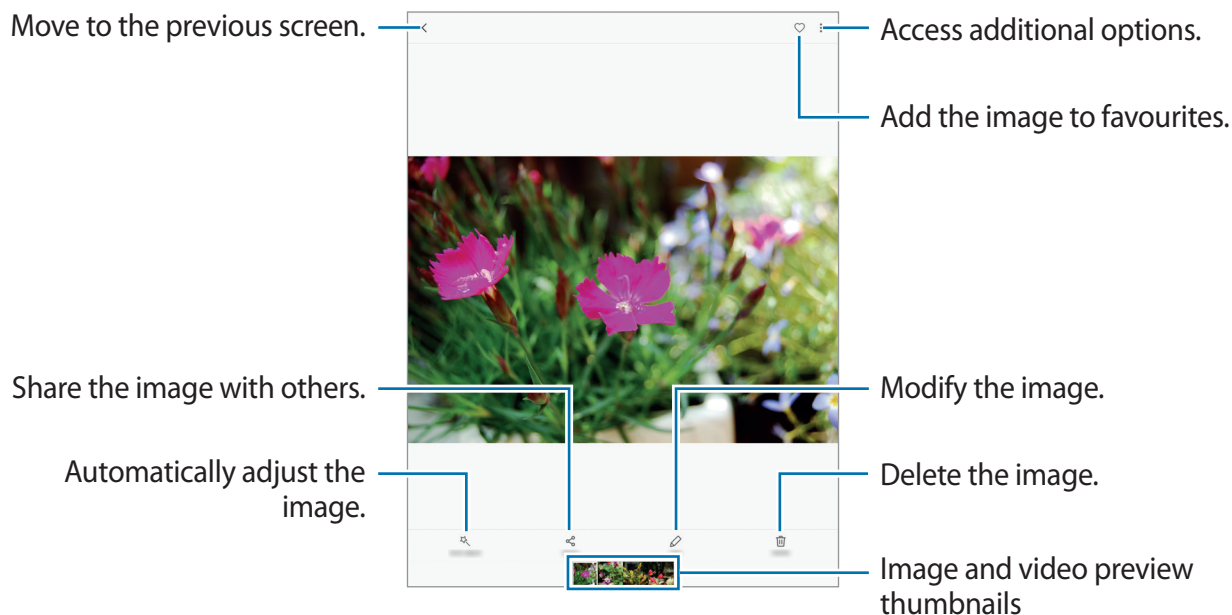 Move to the previous screen.
Access additional options.
Add the image to favourites.
Share the image with others.
Modify the image.
Automatically adjust the
image.
Delete the image.
Image and video preview
thumbnails